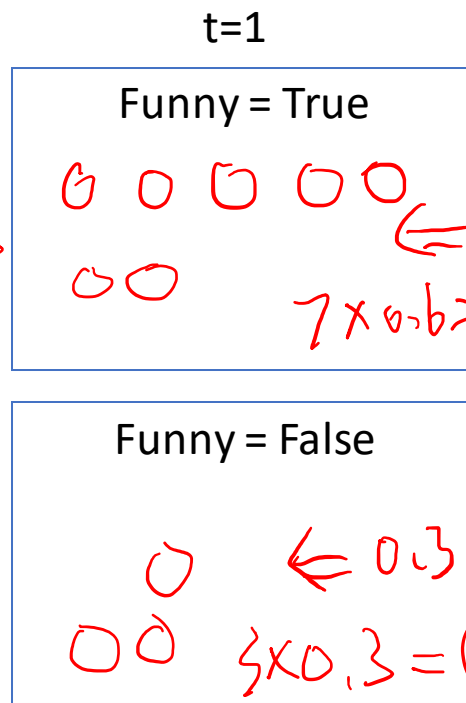 t=1
Funny = True
7 × 0.6
Funny = False
0.3
3×0.3=